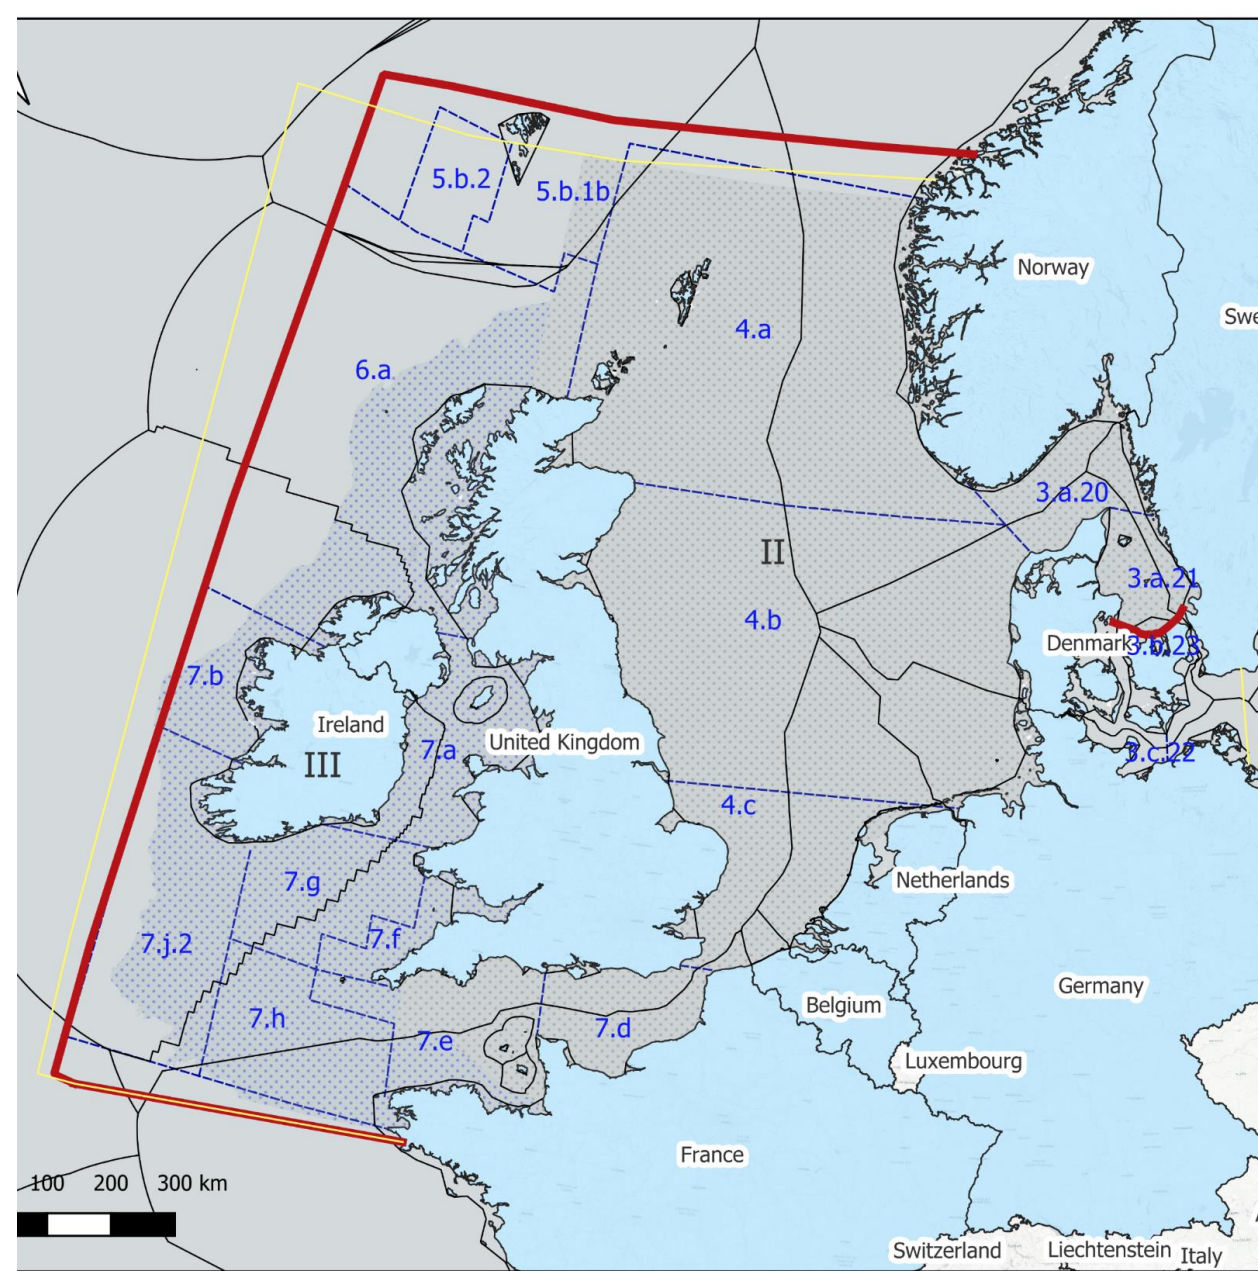 5.b.2
5.b.1b
Norway
Swe
4.a
6.a
3.a.20
II
3.a.21
4.b
Denmark
3.b.23
7.b
Ireland
United Kingdom
7.a
III
3.c.22
4.c
Netherlands
7.g
7.f
7.j.2
Germany
Belgium
7.h
7.e
7.d
Luxembourg
France
100 200 300 km
Switzerland
Liechtenstein
Italy